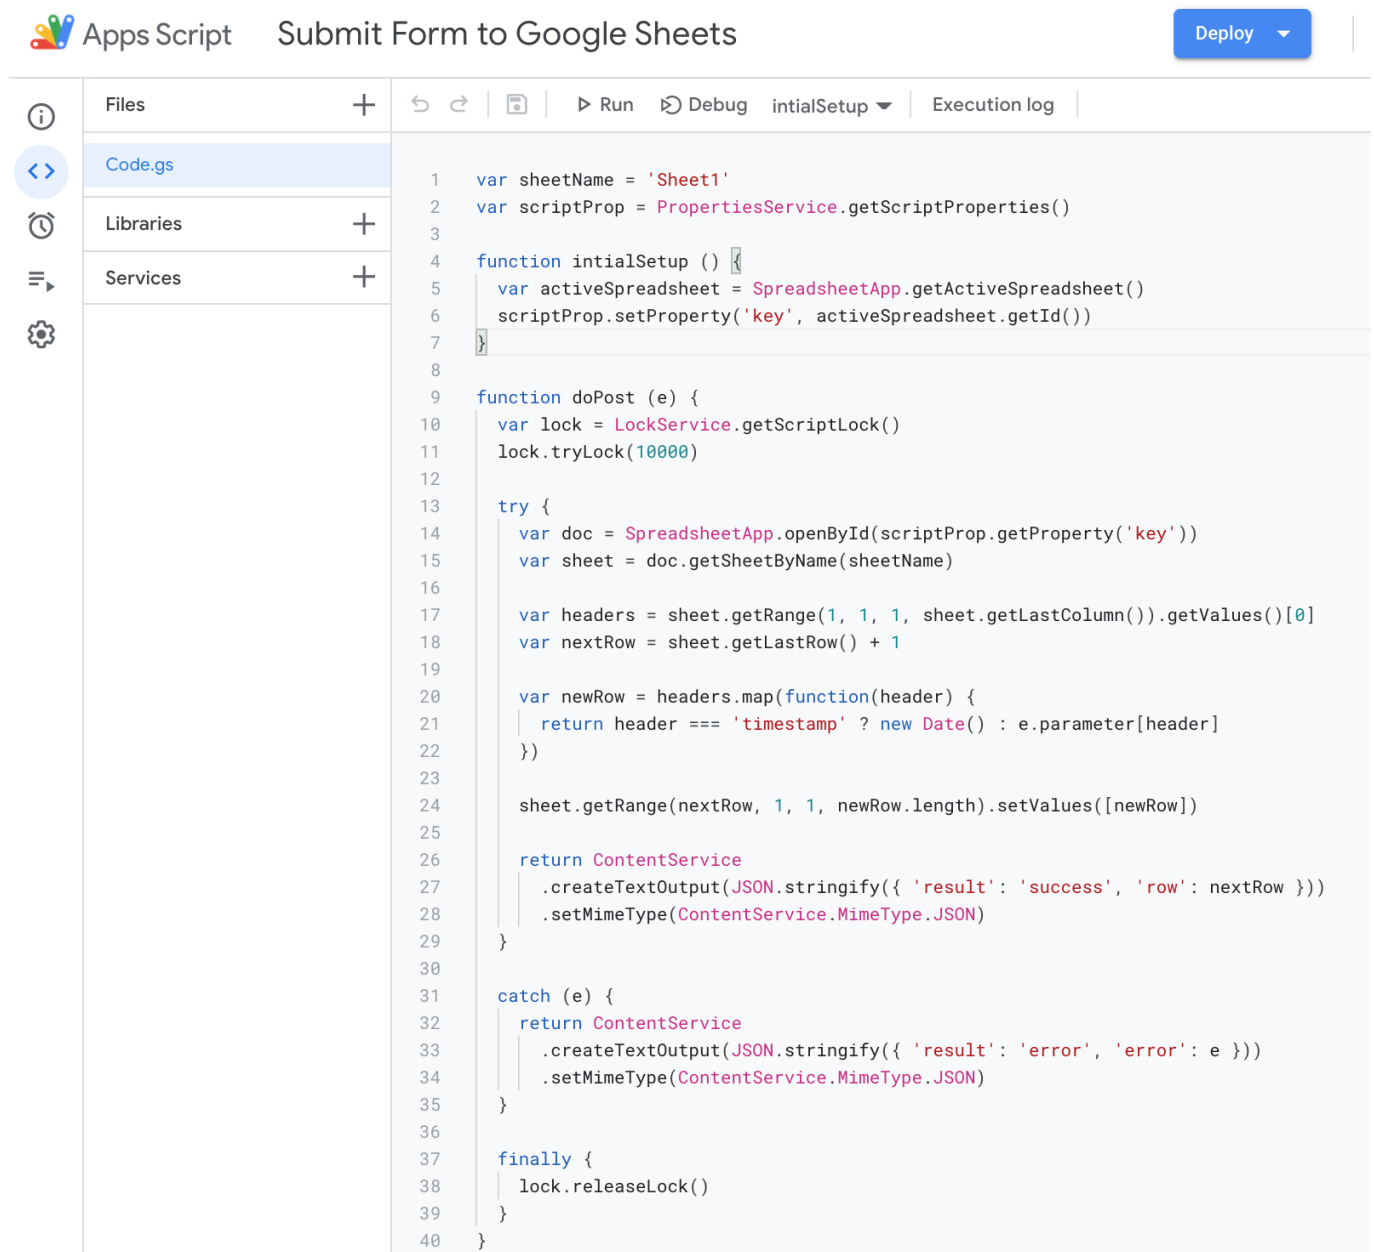 Apps Script Submit Form to Google Sheets Deploy
Files
Run Debug intialSetup Execution log
Code.gs
Libraries
Services
1 var sheetName = 'Sheet1'
2 var scriptProp = PropertiesService.getScriptProperties()
3
4 function intialSetup () {
5   var activeSpreadsheet = SpreadsheetApp.getActiveSpreadsheet()
6   scriptProp.setProperty('key', activeSpreadsheet.getId())
7 }
8
9 function doPost (e) {
10   var lock = LockService.getScriptLock()
11   lock.tryLock(10000)
12
13   try {
14     var doc = SpreadsheetApp.openById(scriptProp.getProperty('key'))
15     var sheet = doc.getSheetByName(sheetName)
16
17     var headers = sheet.getRange(1, 1, 1, sheet.getLastColumn()).getValues()[0]
18     var nextRow = sheet.getLastRow() + 1
19
20     var newRow = headers.map(function(header) {
21       return header === 'timestamp' ? new Date() : e.parameter[header]
22     })
23
24     sheet.getRange(nextRow, 1, 1, newRow.length).setValues([newRow])
25
26     return ContentService
27       .createTextOutput(JSON.stringify({ 'result': 'success', 'row': nextRow }))
28       .setMimeType(ContentService.MimeType.JSON)
29   }
30
31   catch (e) {
32     return ContentService
33       .createTextOutput(JSON.stringify({ 'result': 'error', 'error': e }))
34       .setMimeType(ContentService.MimeType.JSON)
35   }
36
37   finally {
38     lock.releaseLock()
39   }
40 }